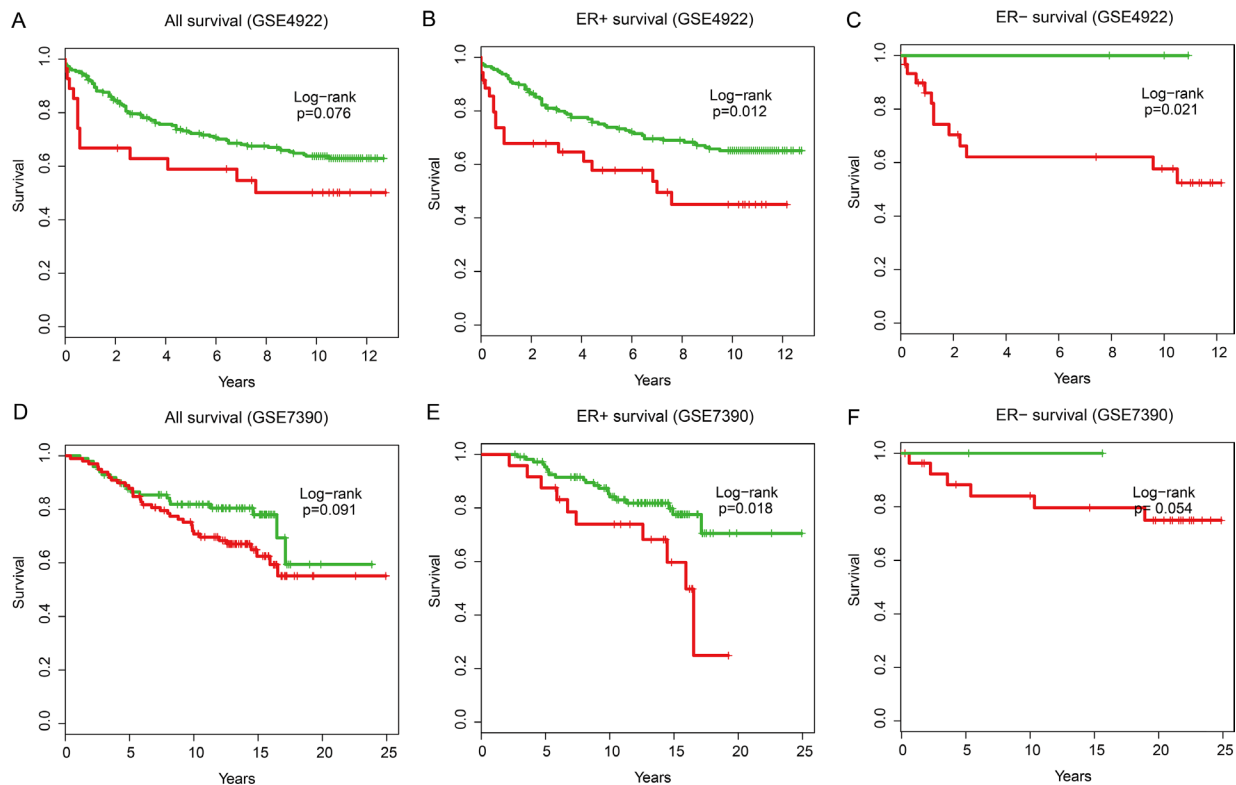 A
All survival (GSE4922)
Survival
0.0 0.2 0.4 0.6 0.8 1.0
Log−rank
p=0.076
0 2 4 6 8 10 12
Years
B
ER+ survival (GSE4922)
Survival
0.0 0.2 0.4 0.6 0.8 1.0
Log−rank
p=0.012
0 2 4 6 8 10 12
Years
C
ER− survival (GSE4922)
Survival
0.0 0.2 0.4 0.6 0.8 1.0
Log−rank
p=0.021
0 2 4 6 8 10 12
Years
D
All survival (GSE7390)
Survival
0.0 0.2 0.4 0.6 0.8 1.0
Log−rank
p=0.091
0 5 10 15 20 25
Years
E
ER+ survival (GSE7390)
Survival
0.0 0.2 0.4 0.6 0.8 1.0
Log−rank
p=0.018
0 5 10 15 20 25
Years
F
ER− survival (GSE7390)
Survival
0.0 0.2 0.4 0.6 0.8 1.0
Log−rank
p= 0.054
0 5 10 15 20 25
Years